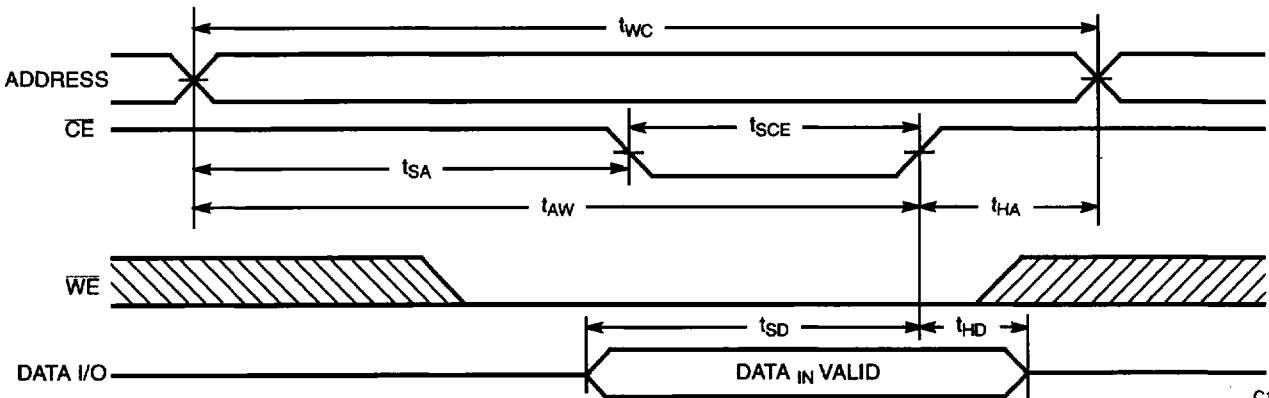 tWC
ADDRESS
CE
tSCE
tSA
tAW
tHA
WE
tSD
tHD
DATA I/O
DATA IN VALID